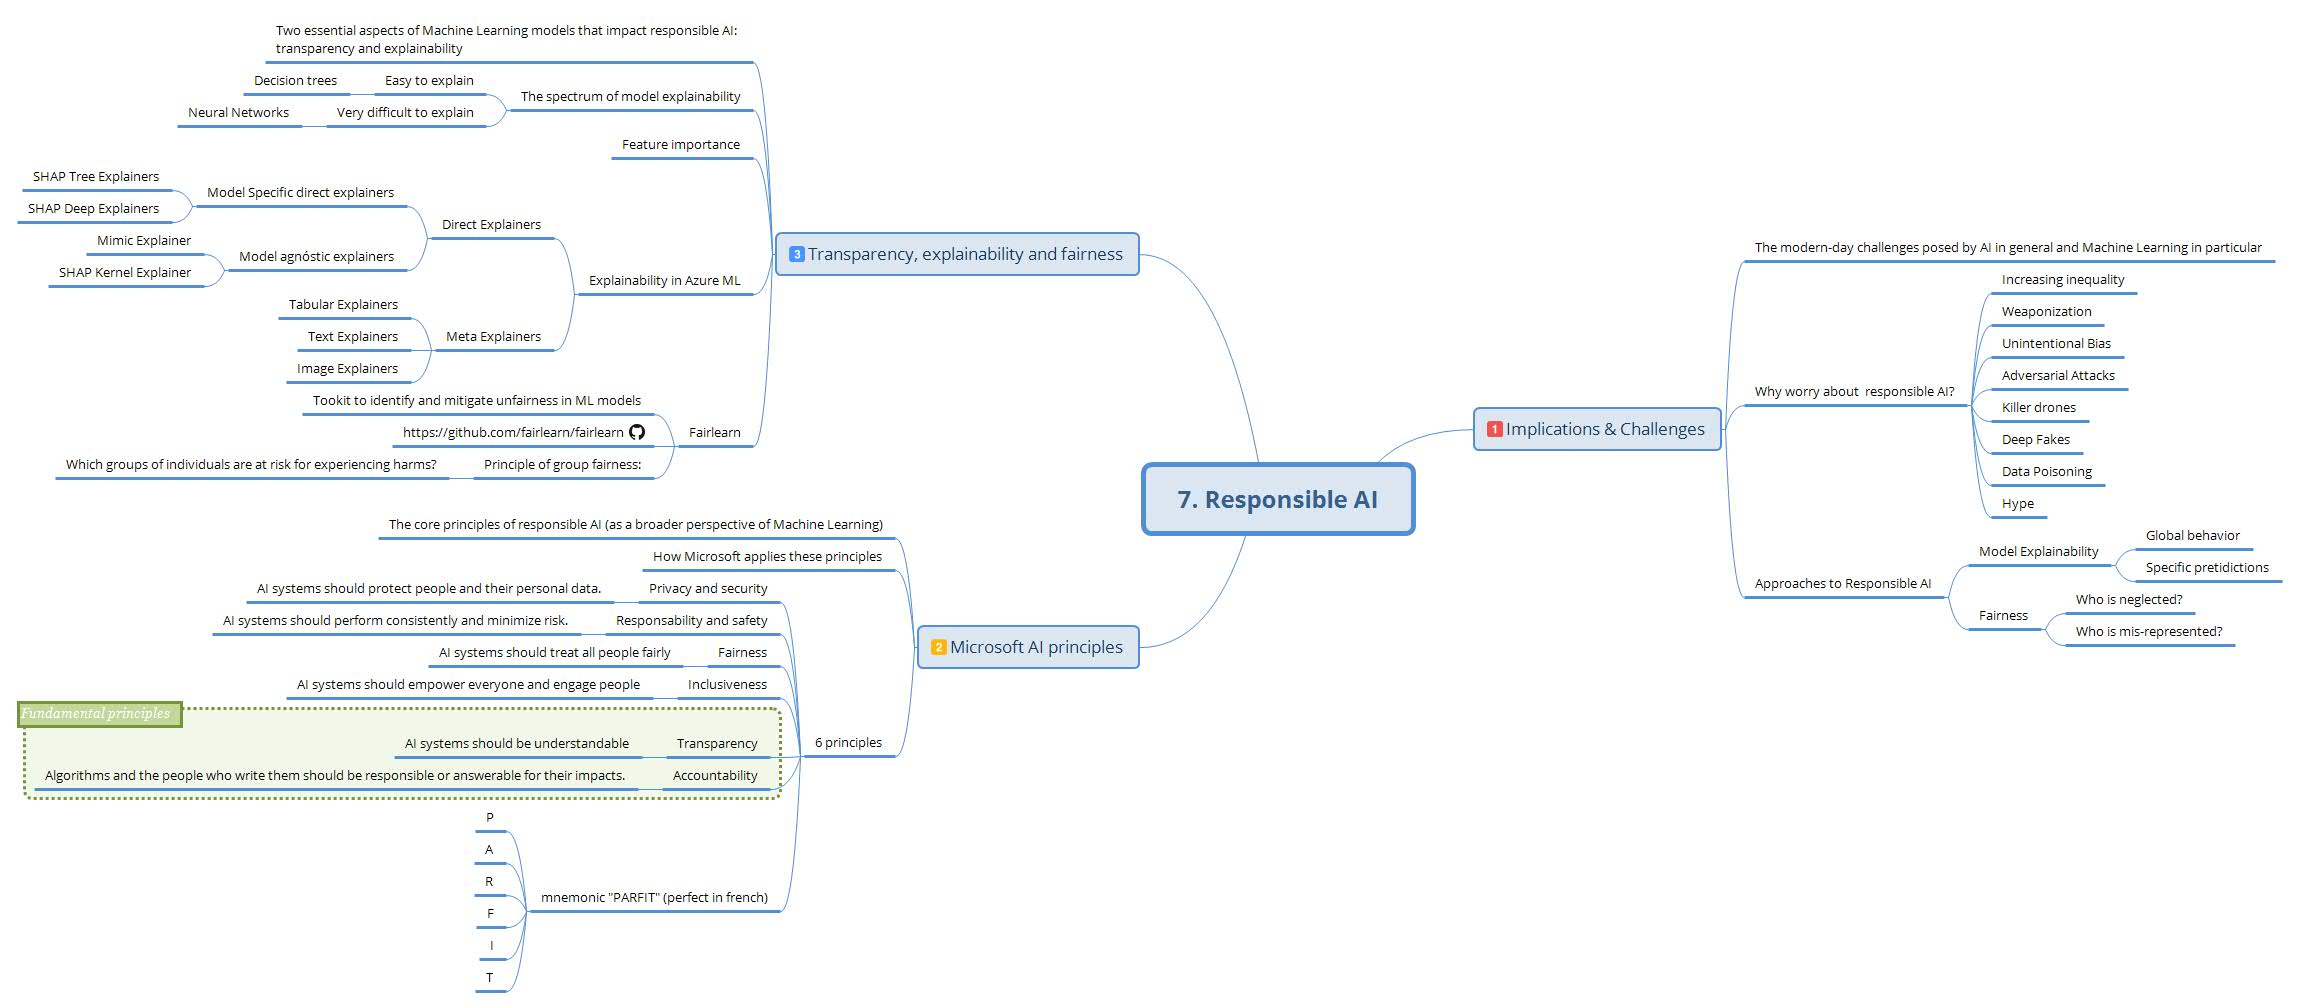 7. Responsible AI
1 Implications & Challenges
The modern-day challenges posed by AI in general and Machine Learning in particular
Why worry about  responsible AI?
Increasing inequality
Weaponization
Unintentional Bias
Adversarial Attacks
Killer drones
Deep Fakes
Data Poisoning
Hype
Approaches to Responsible AI
Model Explainability
Global behavior
Specific pretidictions
Fairness
Who is neglected?
Who is mis-represented?
2 Microsoft AI principles
The core principles of responsible AI (as a broader perspective of Machine Learning)
How Microsoft applies these principles
6 principles
Privacy and security
AI systems should protect people and their personal data.
Responsability and safety
AI systems should perform consistently and minimize risk.
Fairness
AI systems should treat all people fairly
Inclusiveness
AI systems should empower everyone and engage people
Fundamental principles
Transparency
AI systems should be understandable
Accountability
Algorithms and the people who write them should be responsible or answerable for their impacts.
mnemonic "PARFIT" (perfect in french)
P
A
R
F
I
T
3 Transparency, explainability and fairness
Two essential aspects of Machine Learning models that impact responsible AI:
transparency and explainability
The spectrum of model explainability
Easy to explain
Decision trees
Very difficult to explain
Neural Networks
Feature importance
Explainability in Azure ML
Direct Explainers
Model Specific direct explainers
SHAP Tree Explainers
SHAP Deep Explainers
Model agnóstic explainers
Mimic Explainer
SHAP Kernel Explainer
Meta Explainers
Tabular Explainers
Text Explainers
Image Explainers
Fairlearn
Tookit to identify and mitigate unfairness in ML models
https://github.com/fairlearn/fairlearn
Principle of group fairness:
Which groups of individuals are at risk for experiencing harms?